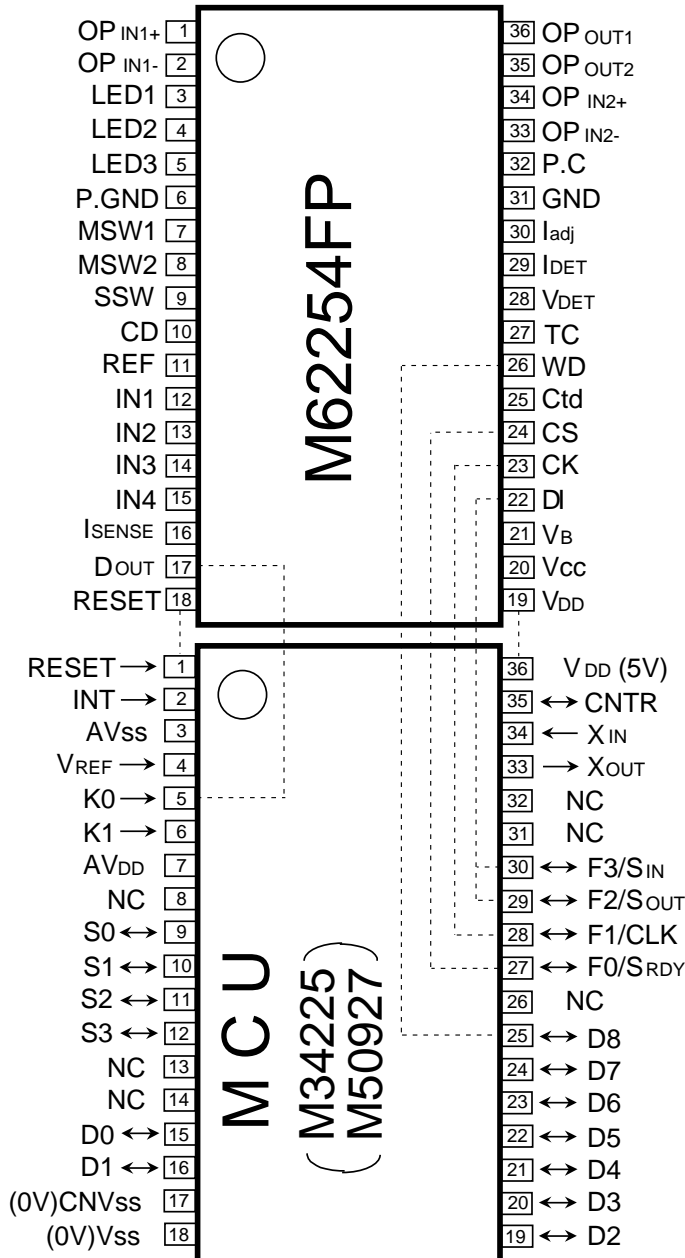 OP IN1+ 1 36 OP OUT1
OP IN1- 2 35 OP OUT2
LED1 3 34 OP IN2+
LED2 4 33 OP IN2-
LED3 5 32 P.C
P.GND 6 31 GND
MSW1 7 30 Iadj
MSW2 8 29 IDET
SSW 9 28 VDET
CD 10 27 TC
REF 11 26 WD
IN1 12 25 Ctd
IN2 13 24 CS
IN3 14 23 CK
IN4 15 22 DI
ISENSE 16 21 VB
DOUT 17 20 Vcc
RESET 18 19 VDD
M62254FP
RESET → 1 36 VDD (5V)
INT → 2 35 ↔ CNTR
AVss 3 34 ← XIN
VREF → 4 33 → XOUT
K0 → 5 32 NC
K1 → 6 31 NC
AVDD 7 30 ↔ F3/SIN
NC 8 29 ↔ F2/SOUT
S0 ↔ 9 28 ↔ F1/CLK
S1 ↔ 10 27 ↔ F0/SRDY
S2 ↔ 11 26 NC
S3 ↔ 12 25 ↔ D8
NC 13 24 ↔ D7
NC 14 23 ↔ D6
D0 ↔ 15 22 ↔ D5
D1 ↔ 16 21 ↔ D4
(0V)CNVss 17 20 ↔ D3
(0V)Vss 18 19 ↔ D2
MCU
(M34225
M50927)